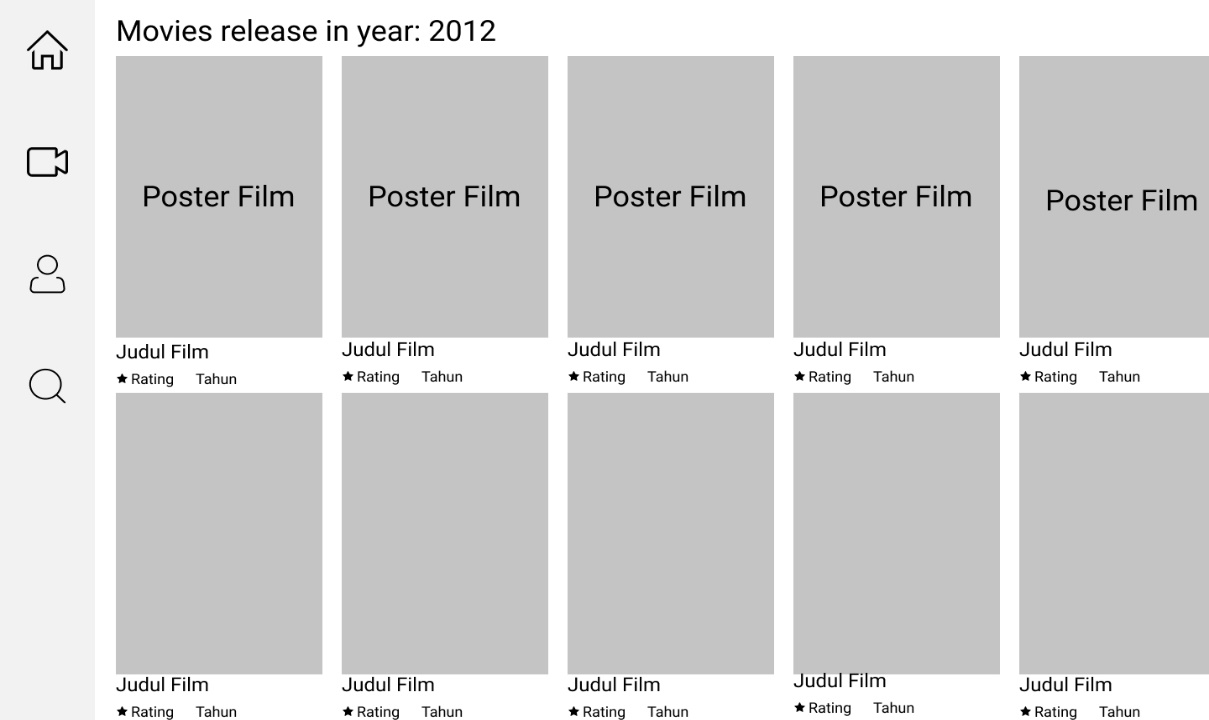 Movies release in year: 2012
Poster Film Poster Film Poster Film Poster Film Poster Film
Judul Film Judul Film Judul Film Judul Film Judul Film
★ Rating Tahun ★ Rating Tahun ★ Rating Tahun ★ Rating Tahun ★ Rating Tahun
Judul Film Judul Film Judul Film Judul Film Judul Film
★ Rating Tahun ★ Rating Tahun ★ Rating Tahun ★ Rating Tahun ★ Rating Tahun